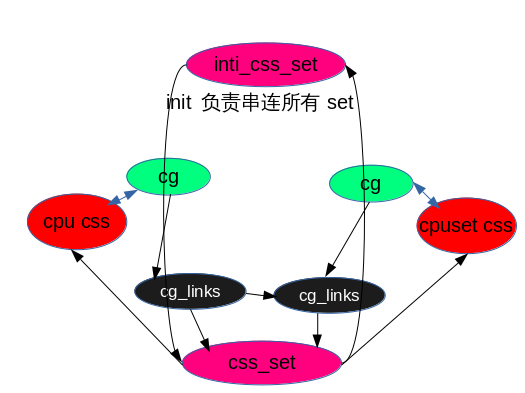 inti_css_set
init 负责串连所有 set
cg
cg
cpu css
cpuset css
cg_links
cg_links
css_set